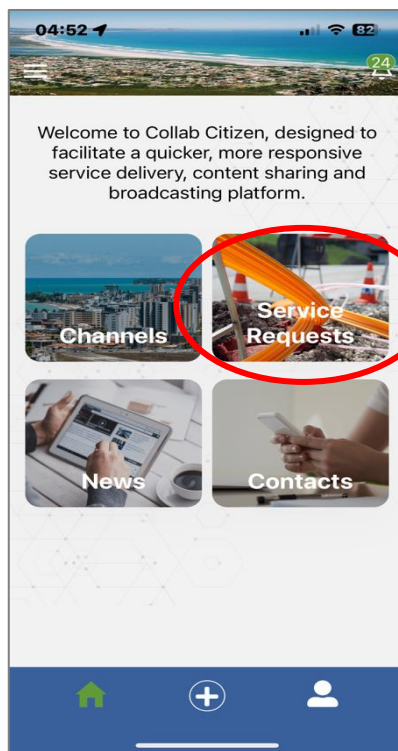 04:52
82
24
Welcome to Collab Citizen, designed to
facilitate a quicker, more responsive
service delivery, content sharing and
broadcasting platform.
Channels
Service
Requests
News
Contacts